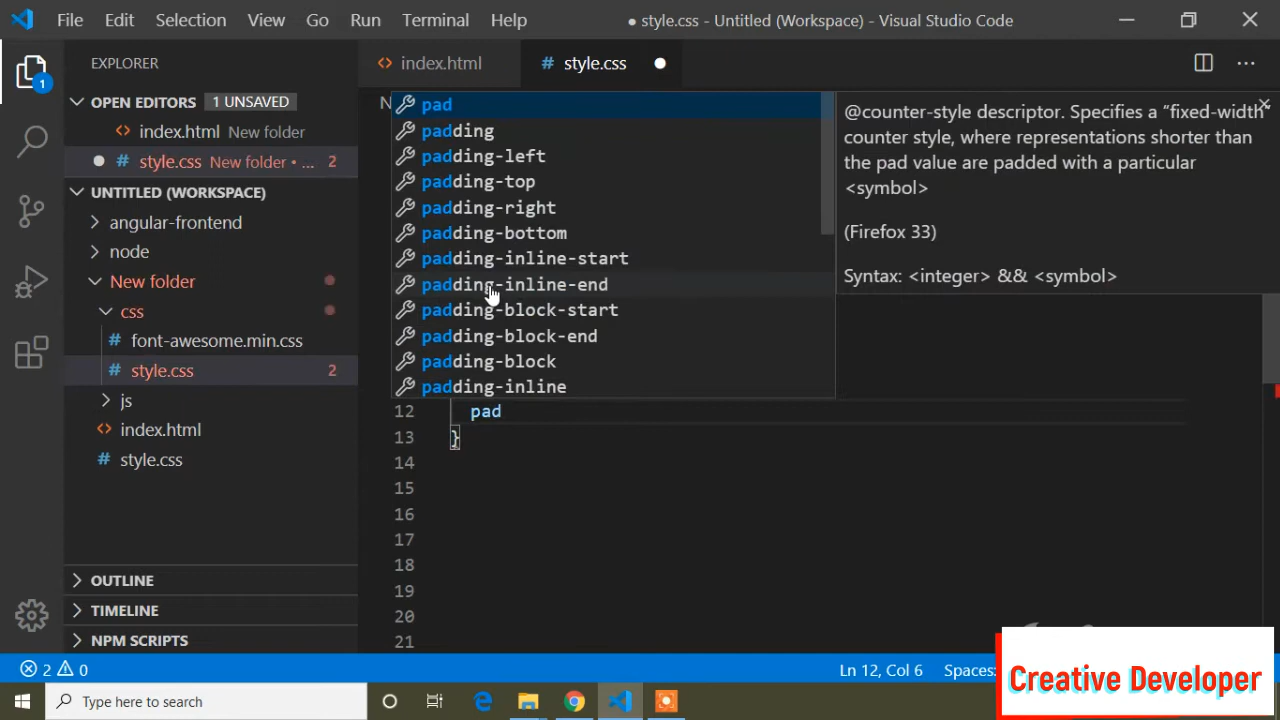 File Edit Selection View Go Run Terminal Help
● style.css - Untitled (Workspace) - Visual Studio Code
EXPLORER
OPEN EDITORS 1 UNSAVED
index.html New folder
style.css New folder • ... 2
UNTITLED (WORKSPACE)
angular-frontend
node
New folder
css
font-awesome.min.css
style.css 2
js
index.html
style.css
OUTLINE
TIMELINE
NPM SCRIPTS
1
index.html
style.css
N
pad
padding
padding-left
padding-top
padding-right
padding-bottom
padding-inline-start
padding-inline-end
padding-block-start
padding-block-end
padding-block
padding-inline
@counter-style descriptor. Specifies a “fixed-width”
counter style, where representations shorter than
the pad value are padded with a particular
<symbol>
(Firefox 33)
Syntax: <integer> && <symbol>
12 pad
13 }
14
15
16
17
18
19
20
21
2 0
Ln 12, Col 6 Spaces:
Type here to search
Creative Developer